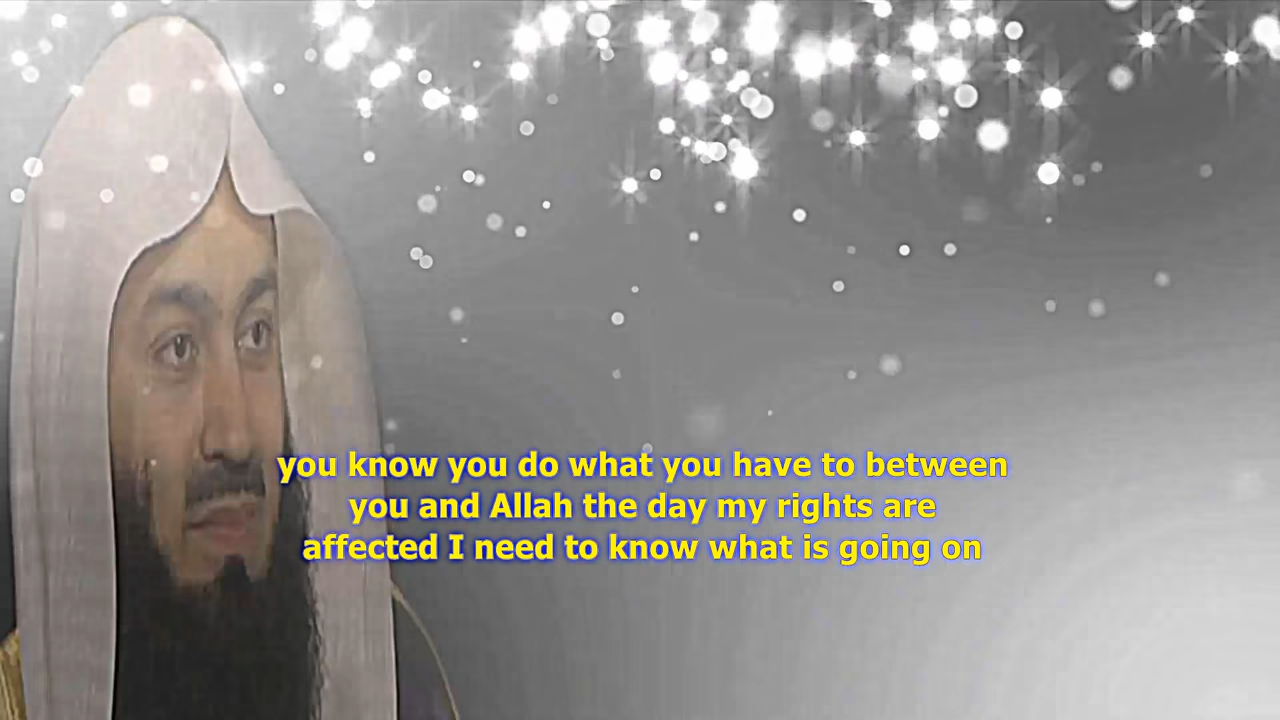 you know you do what you have to between
you and Allah the day my rights are
affected I need to know what is going on